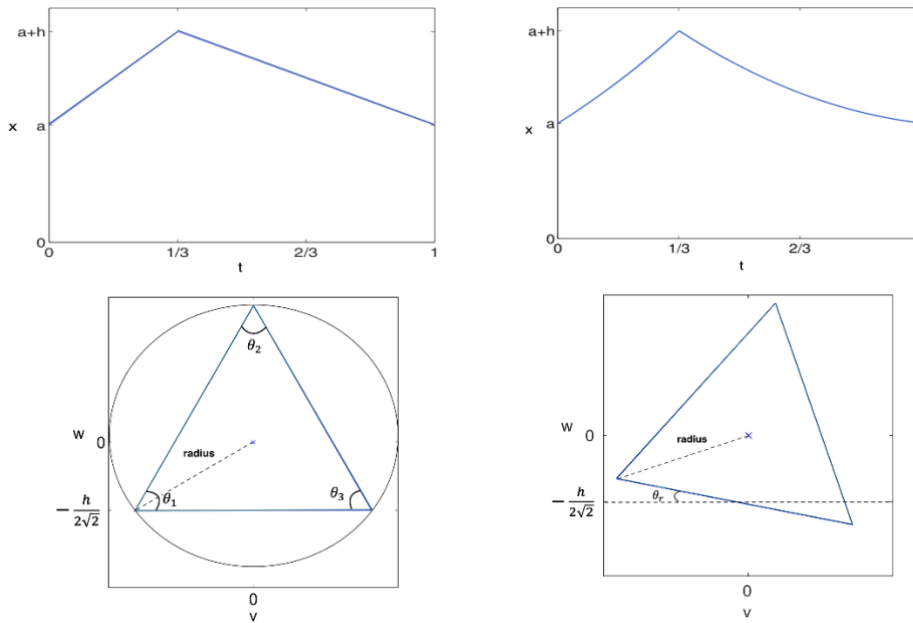 a+h
x
a
0
0
1/3
2/3
1
t
a+h
x
a
0
0
1/3
2/3
t
θ₂
w
0
radius
θ₁
θ₃
−h/(2√2)
0
v
w
0
radius
θᵣ
−h/(2√2)
0
v